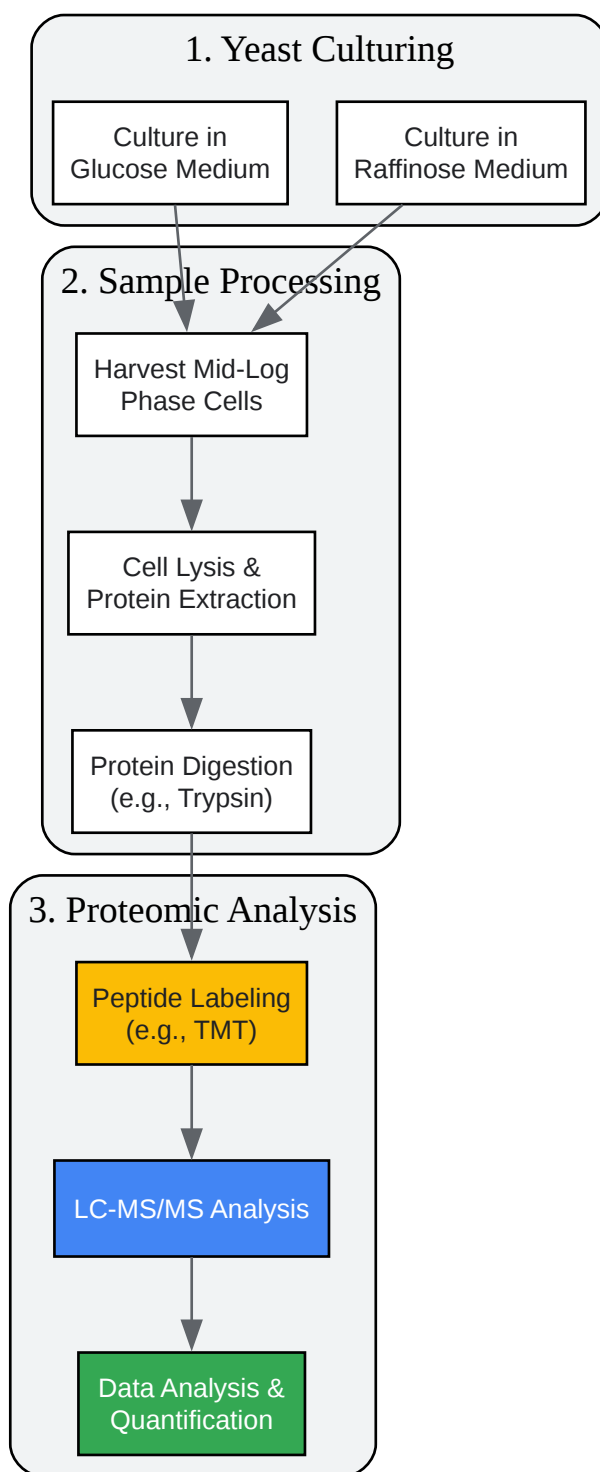 1. Yeast Culturing
Culture in
Glucose Medium
Culture in
Raffinose Medium
2. Sample Processing
Harvest Mid-Log
Phase Cells
Cell Lysis &
Protein Extraction
Protein Digestion
(e.g., Trypsin)
3. Proteomic Analysis
Peptide Labeling
(e.g., TMT)
LC-MS/MS Analysis
Data Analysis &
Quantification